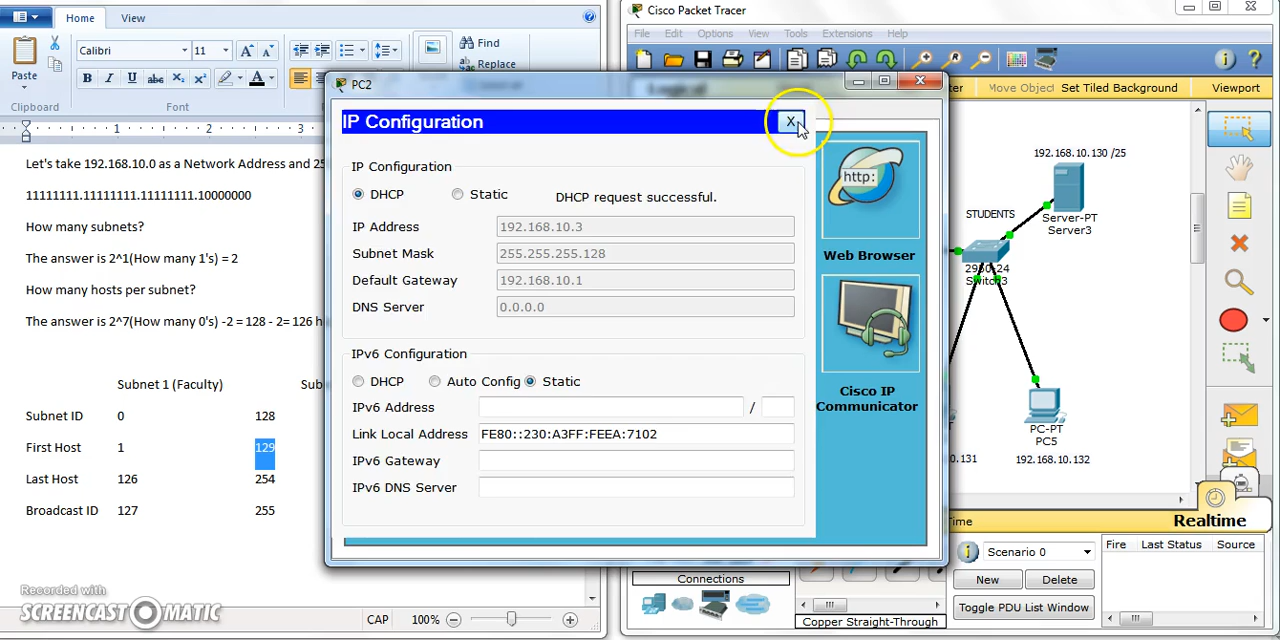 Home
View
Calibri
11
Find
Replace
Paste
Clipboard
Font
1
2
Let's take 192.168.10.0 as a Network Address and 25
11111111.11111111.11111111.10000000
How many subnets?
The answer is 2^1(How many 1's) = 2
How many hosts per subnet?
The answer is 2^7(How many 0's) -2 = 128 - 2= 126 h
Subnet 1 (Faculty)
Subnet ID 0 128
First Host 1 129
Last Host 126 254
Broadcast ID 127 255
Recorded with
SCREENCAST-O-MATIC
CAP
100%
PC2
IP Configuration
X
IP Configuration
DHCP
Static
DHCP request successful.
IP Address 192.168.10.3
Subnet Mask 255.255.255.128
Default Gateway 192.168.10.1
DNS Server 0.0.0.0
IPv6 Configuration
DHCP
Auto Config
Static
IPv6 Address /
Link Local Address FE80::230:A3FF:FEEA:7102
IPv6 Gateway
IPv6 DNS Server
http:
Web Browser
Cisco IP
Communicator
Cisco Packet Tracer
File Edit Options View Tools Extensions Help
Logical
Move Object
Set Tiled Background
Viewport
192.168.10.130 /25
STUDENTS
Server-PT
Server3
2950-24
Switch3
PC-PT
PC5
192.168.10.132
Time
Realtime
Scenario 0
Fire Last Status Source
New
Delete
Toggle PDU List Window
Connections
Copper Straight-Through